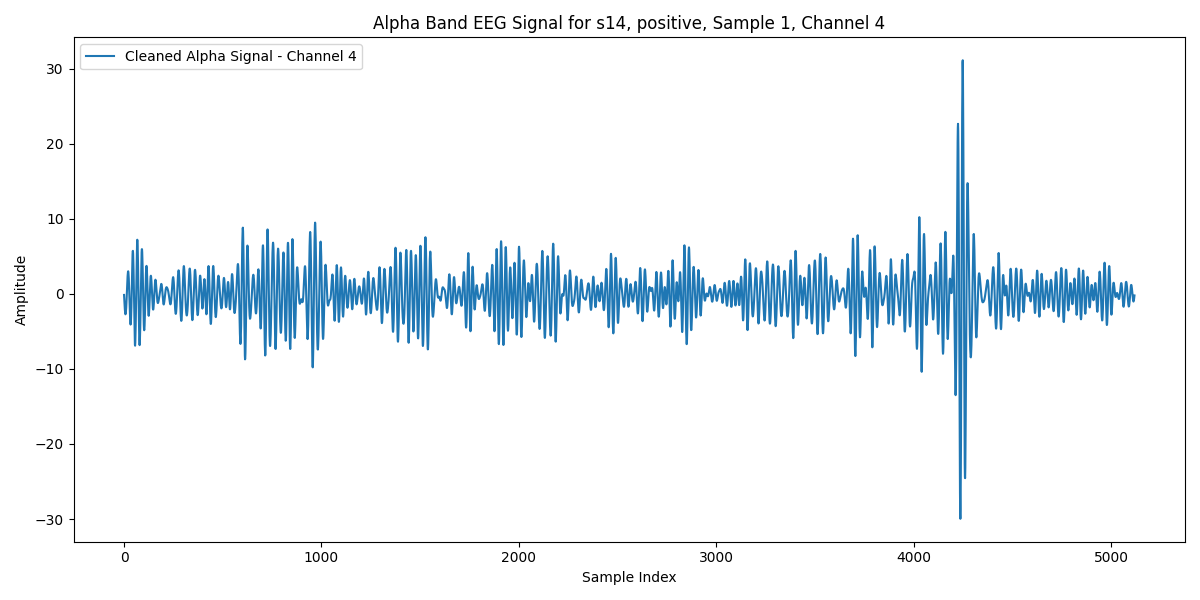 Alpha Band EEG Signal for s14, positive, Sample 1, Channel 4
Cleaned Alpha Signal - Channel 4
30
20
10
0
−10
−20
−30
Amplitude
0 1000 2000 3000 4000 5000
Sample Index